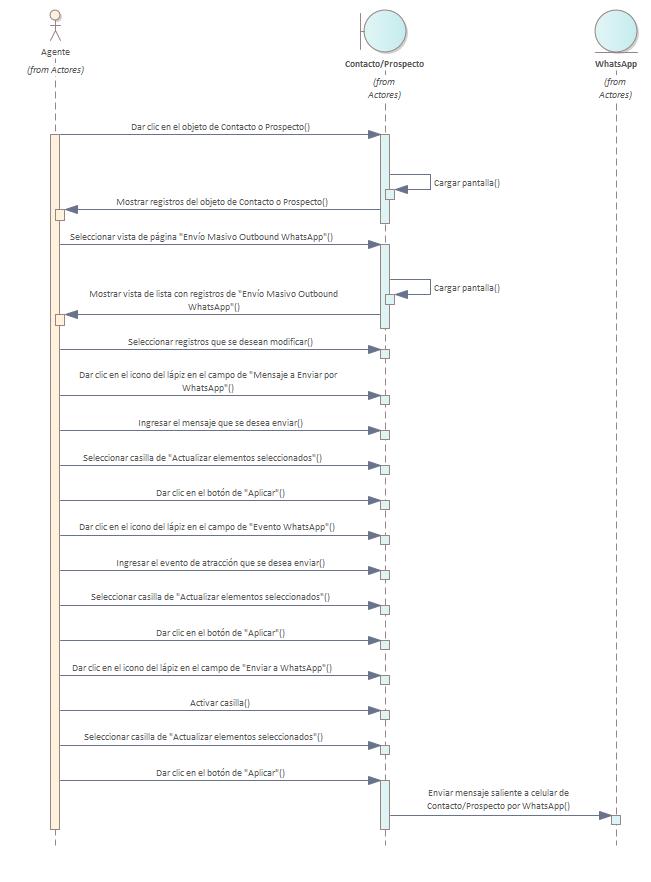 Agente
(from Actores)
Contacto/Prospecto
(from
Actores)
WhatsApp
(from
Actores)
Dar clic en el objeto de Contacto o Prospecto()
Cargar pantalla()
Mostrar registros del objeto de Contacto o Prospecto()
Seleccionar vista de página "Envío Masivo Outbound WhatsApp"()
Cargar pantalla()
Mostrar vista de lista con registros de "Envío Masivo Outbound
WhatsApp"()
Seleccionar registros que se desean modificar()
Dar clic en el icono del lápiz en el campo de "Mensaje a Enviar por
WhatsApp"()
Ingresar el mensaje que se desea enviar()
Seleccionar casilla de "Actualizar elementos seleccionados"()
Dar clic en el botón de "Aplicar"()
Dar clic en el icono del lápiz en el campo de "Evento WhatsApp"()
Ingresar el evento de atracción que se desea enviar()
Seleccionar casilla de "Actualizar elementos seleccionados"()
Dar clic en el botón de "Aplicar"()
Dar clic en el icono del lápiz en el campo de "Enviar a WhatsApp"()
Activar casilla()
Seleccionar casilla de "Actualizar elementos seleccionados"()
Dar clic en el botón de "Aplicar"()
Enviar mensaje saliente a celular de
Contacto/Prospecto por WhatsApp()